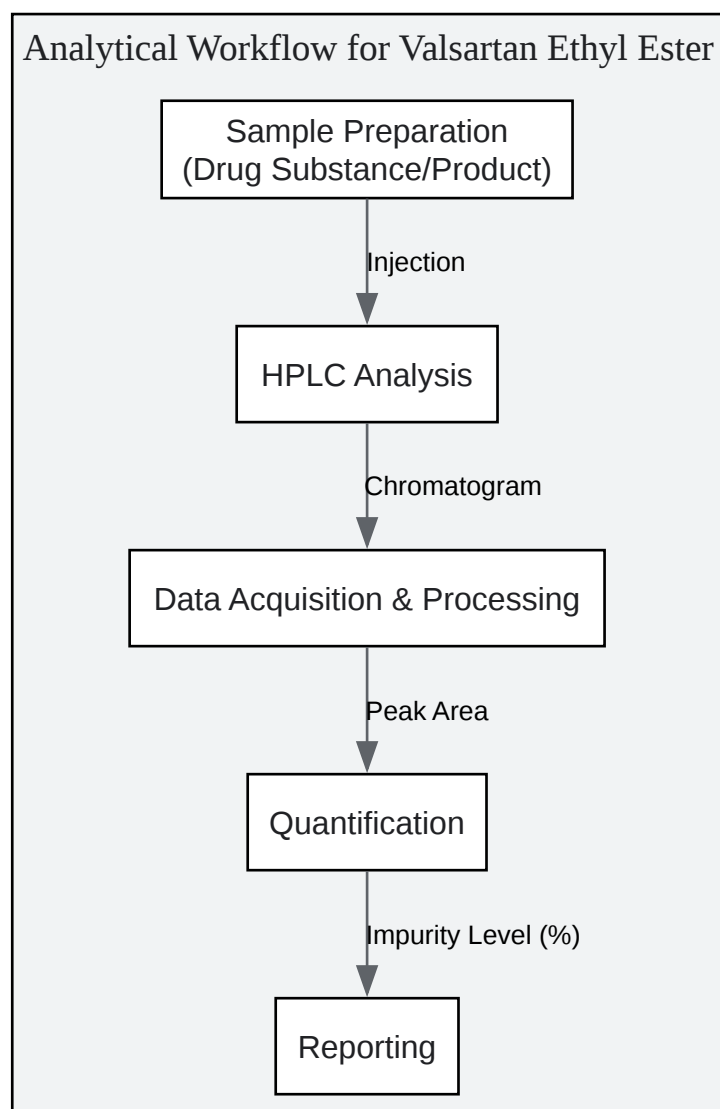 Analytical Workflow for Valsartan Ethyl Ester
Sample Preparation
(Drug Substance/Product)
Injection
HPLC Analysis
Chromatogram
Data Acquisition & Processing
Peak Area
Quantification
Impurity Level (%)
Reporting